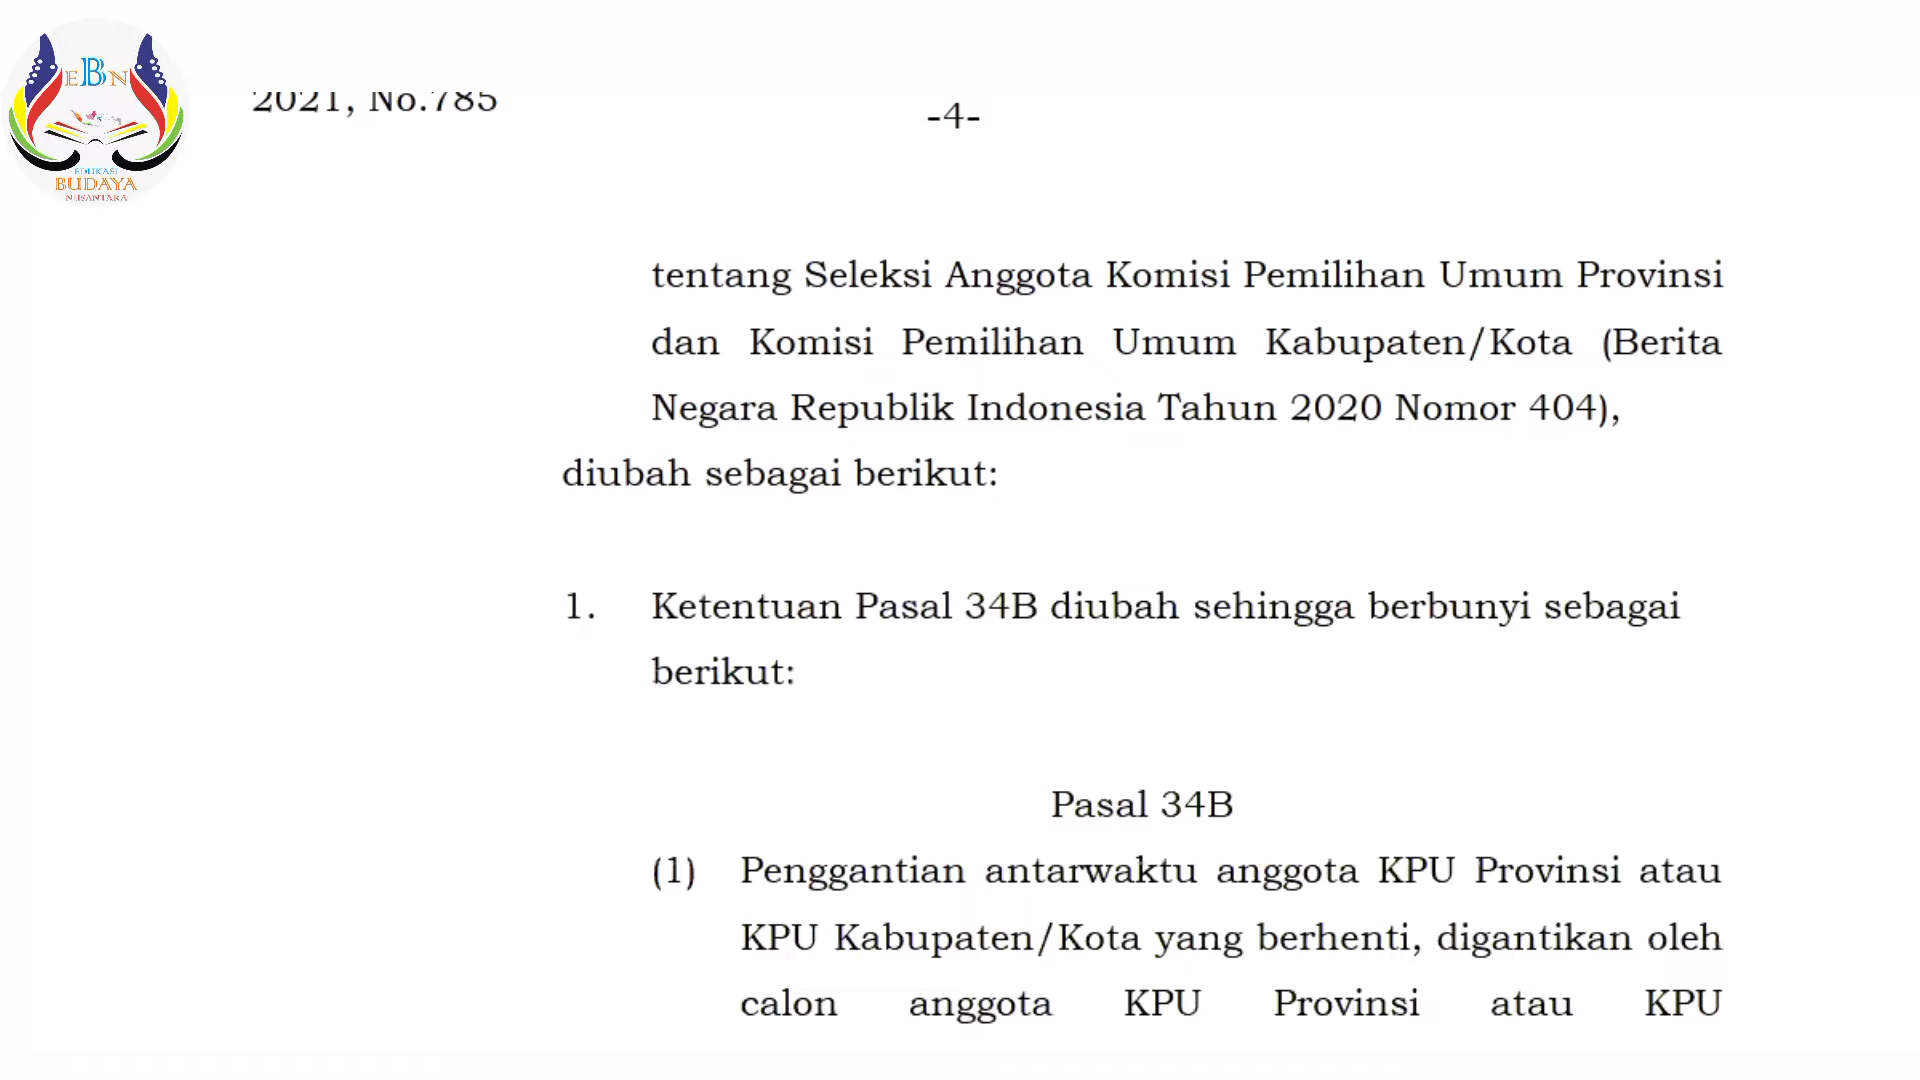 EBN
EDUKASI
BUDAYA
NUSANTARA
2021, No.785
-4-
tentang Seleksi Anggota Komisi Pemilihan Umum Provinsi
dan Komisi Pemilihan Umum Kabupaten/Kota (Berita
Negara Republik Indonesia Tahun 2020 Nomor 404),
diubah sebagai berikut:
1. Ketentuan Pasal 34B diubah sehingga berbunyi sebagai
berikut:
Pasal 34B
(1) Penggantian antarwaktu anggota KPU Provinsi atau
KPU Kabupaten/Kota yang berhenti, digantikan oleh
calon anggota KPU Provinsi atau KPU